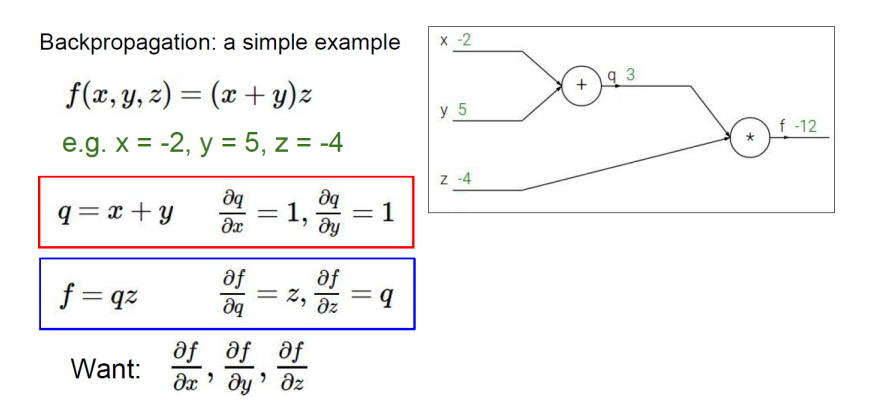 Backpropagation: a simple example
f(x, y, z) = (x + y)z
e.g. x = -2, y = 5, z = -4
q = x + y ∂q/∂x = 1, ∂q/∂y = 1
f = qz ∂f/∂q = z, ∂f/∂z = q
Want: ∂f/∂x, ∂f/∂y, ∂f/∂z
x -2
+
q 3
y 5
*
f -12
z -4